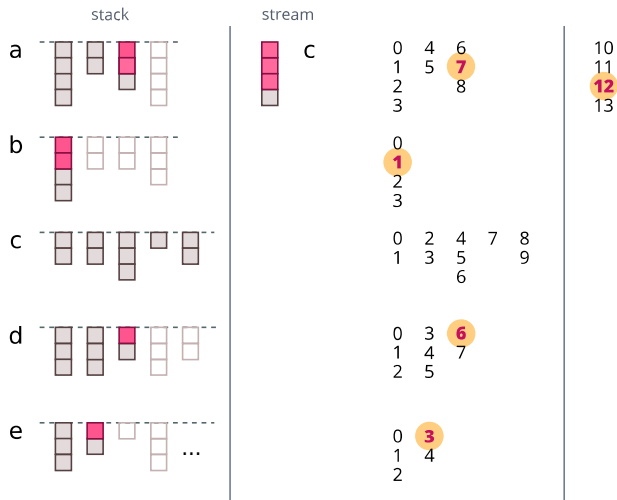 stack stream
a c 0 4 6 10
1 5 7 11
2 8 12
3 13
b 0
1
2
3
c 0 2 4 7 8
1 3 5 9
6
d 0 3 6
1 4 7
2 5
e 0 3
... 1 4
2